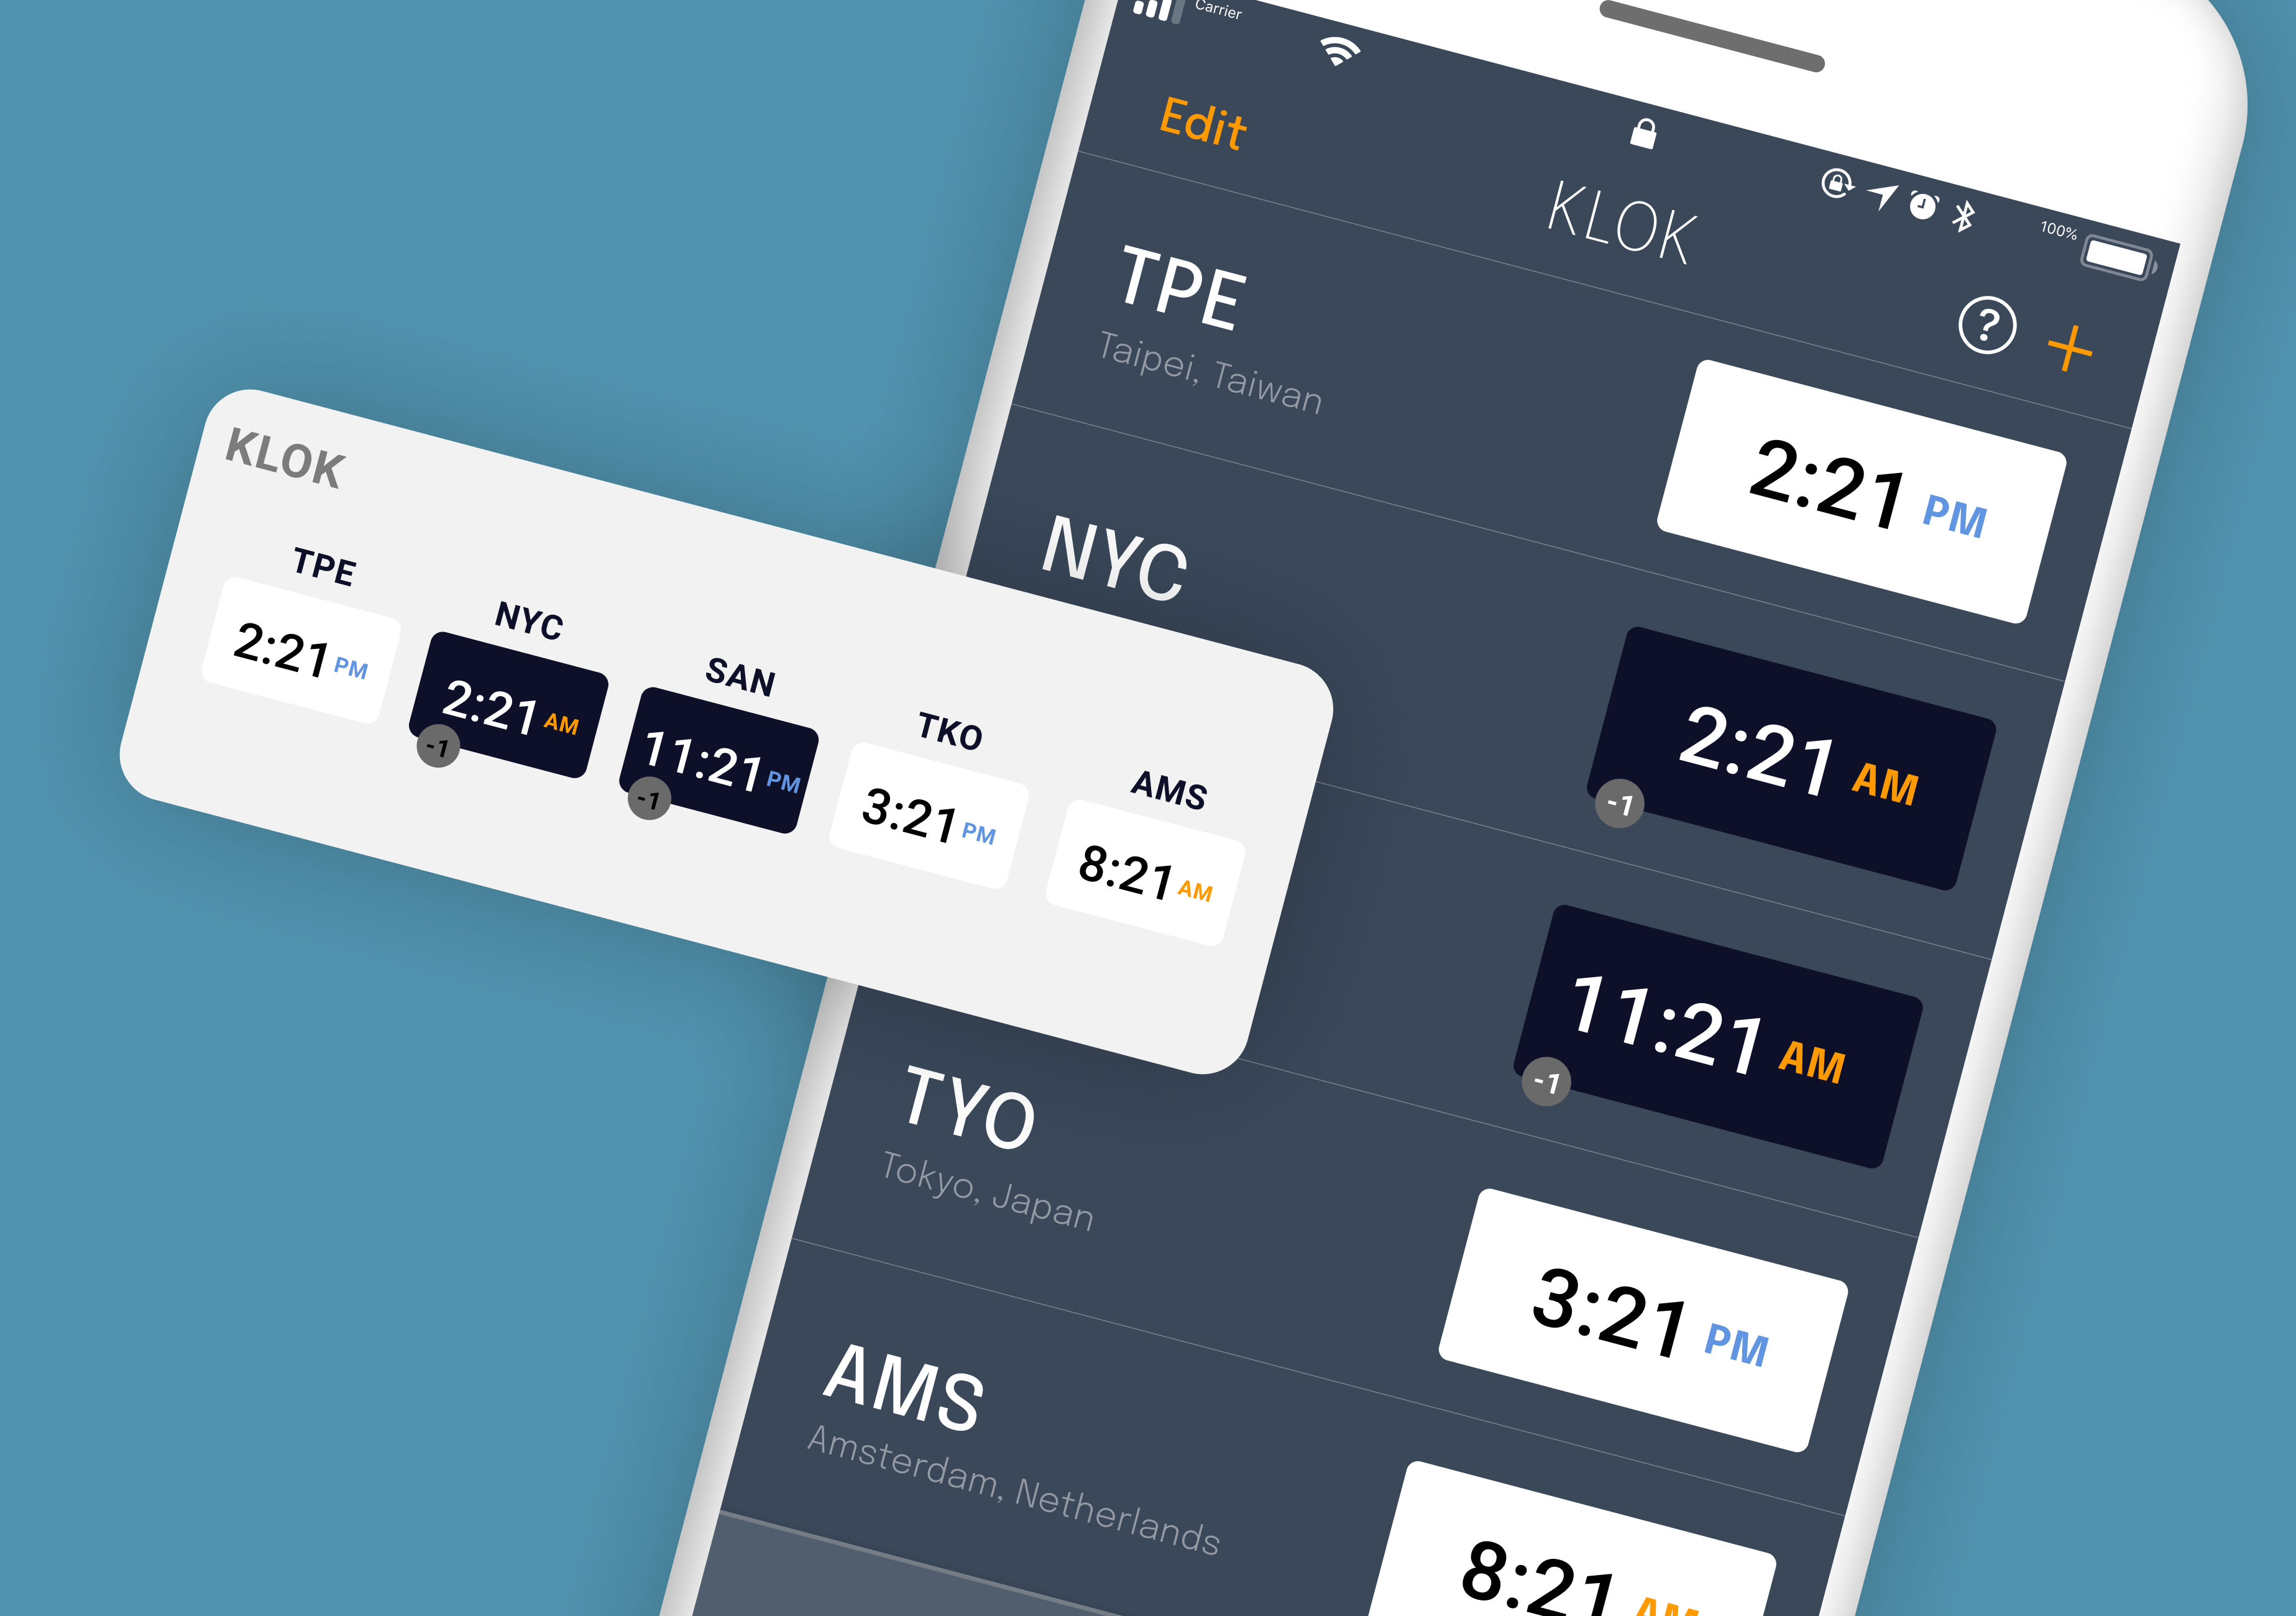 Carrier
100%
Edit
KLOK
?
+
TPE
Taipei, Taiwan
2:21 PM
NYC
2:21 AM
-1
11:21 AM
-1
TYO
Tokyo, Japan
3:21 PM
AMS
Amsterdam, Netherlands
8:21 AM
KLOK
TPE
2:21 PM
NYC
2:21 AM
-1
SAN
11:21 PM
-1
TKO
3:21 PM
AMS
8:21 AM